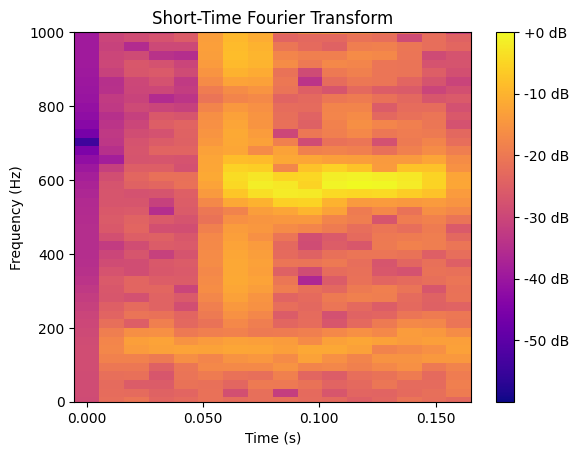 Short-Time Fourier Transform
1000
800
600
400
200
0
Frequency (Hz)
0.000
0.050
0.100
0.150
Time (s)
+0 dB
-10 dB
-20 dB
-30 dB
-40 dB
-50 dB